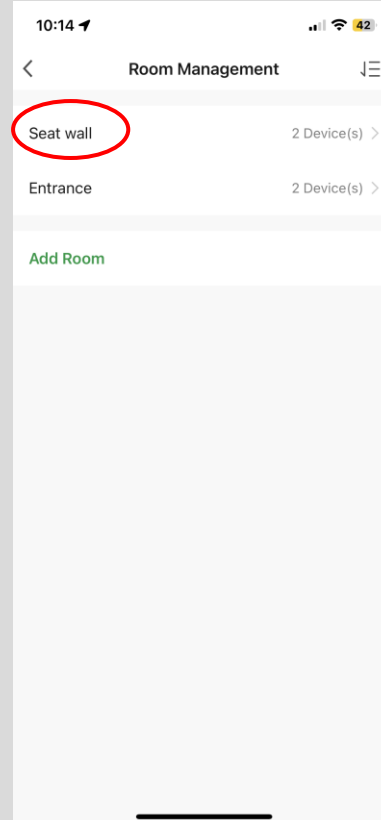 10:14 42
Room Management
Seat wall 2 Device(s)
Entrance 2 Device(s)
Add Room